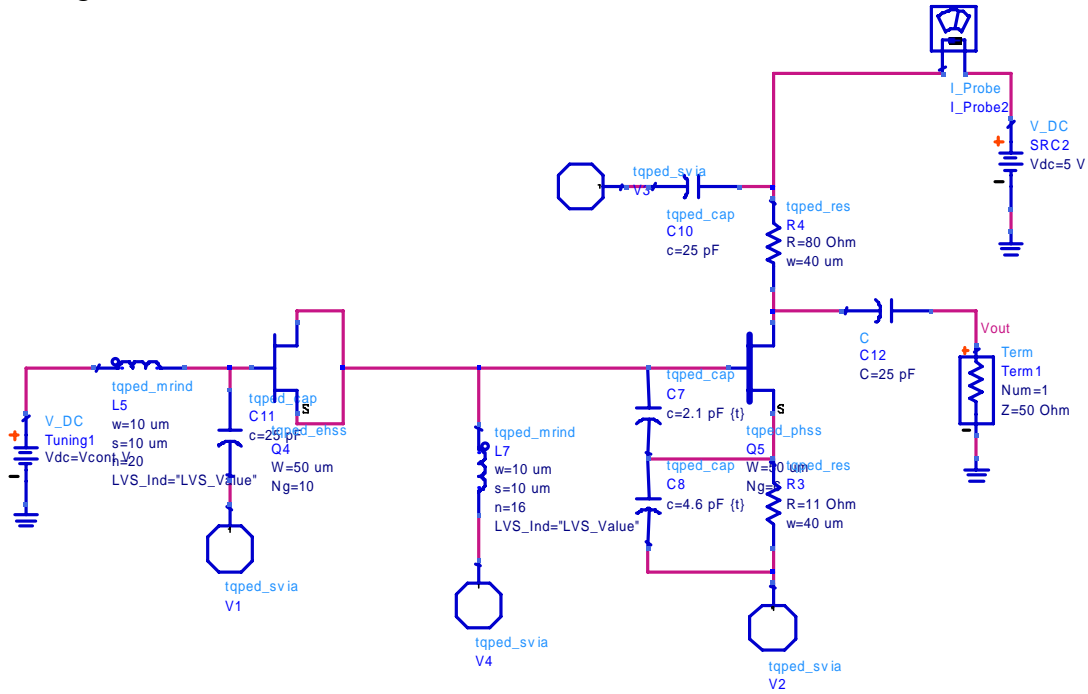 I_Probe
I_Probe2
V_DC
SRC2
Vdc=5 V
+
-
tqped_svia
V3
tqped_cap
C10
c=25 pF
tqped_res
R4
R=80 Ohm
w=40 um
C
C12
C=25 pF
Vout
+
Term
Term1
Num=1
Z=50 Ohm
-
tqped_mrind
L5
w=10 um
s=10 um
n=20
LVS_Ind="LVS_Value"
V_DC
+
Tuning1
Vdc=Vcont V
-
tqped_cap
C11
c=25 pF
S
tqped_ehss
Q4
W=50 um
Ng=10
tqped_svia
V1
tqped_mrind
L7
w=10 um
s=10 um
n=16
LVS_Ind="LVS_Value"
tqped_svia
V4
tqped_cap
C7
c=2.1 pF {t}
tqped_cap
C8
c=4.6 pF {t}
S
tqped_phss
Q5
W=50 um
tqped_res
R3
R=11 Ohm
w=40 um
tqped_svia
V2